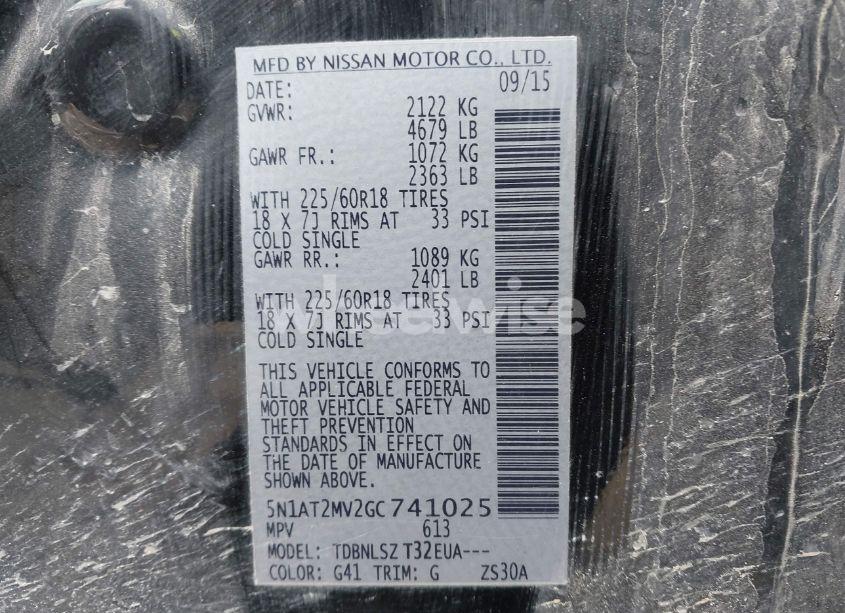 MFD BY NISSAN MOTOR CO., LTD.
DATE: 09/15
GVWR: 2122 KG
4679 LB
GAWR FR.: 1072 KG
2363 LB
WITH 225/60R18 TIRES
18 X 7J RIMS AT 33 PSI
COLD SINGLE
GAWR RR.: 1089 KG
2401 LB
WITH 225/60R18 TIRES
18 X 7J RIMS AT 33 PSI
COLD SINGLE
THIS VEHICLE CONFORMS TO
ALL APPLICABLE FEDERAL
MOTOR VEHICLE SAFETY AND
THEFT PREVENTION
STANDARDS IN EFFECT ON
THE DATE OF MANUFACTURE
SHOWN ABOVE.
5N1AT2MV2GC741025
MPV 613
MODEL: TDBNLSZ T32EUA---
COLOR: G41 TRIM: G ZS30A